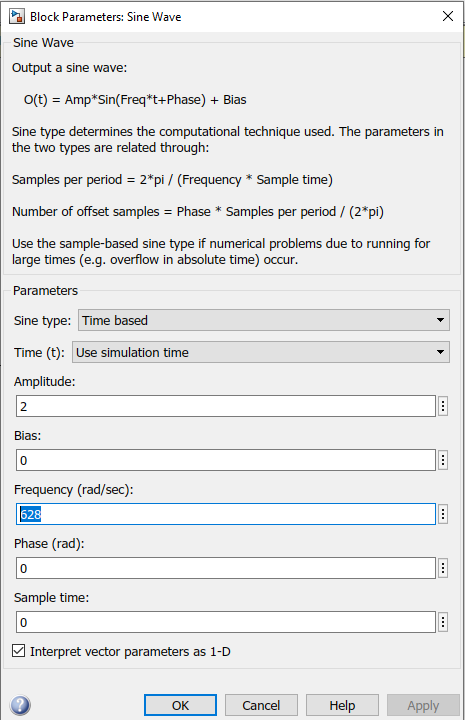 Block Parameters: Sine Wave
Sine Wave
Output a sine wave:
O(t) = Amp*Sin(Freq*t+Phase) + Bias
Sine type determines the computational technique used. The parameters in
the two types are related through:
Samples per period = 2*pi / (Frequency * Sample time)
Number of offset samples = Phase * Samples per period / (2*pi)
Use the sample-based sine type if numerical problems due to running for
large times (e.g. overflow in absolute time) occur.
Parameters
Sine type: Time based
Time (t): Use simulation time
Amplitude:
2
Bias:
0
Frequency (rad/sec):
628
Phase (rad):
0
Sample time:
0
Interpret vector parameters as 1-D
? OK Cancel Help Apply